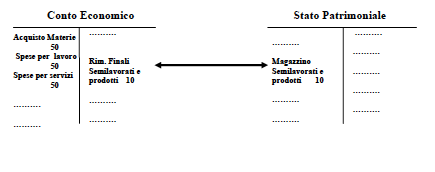 Conto Economico
Stato Patrimoniale
Acquisto Materie
50
Spese per lavoro
50
Spese per servizi
50
..........
..........
..........
Rim. Finali
Semilavorati e
prodotti 10
..........
..........
..........
Magazzino
Semilavorati e
prodotti 10
..........
..........
..........
..........
..........
..........
..........